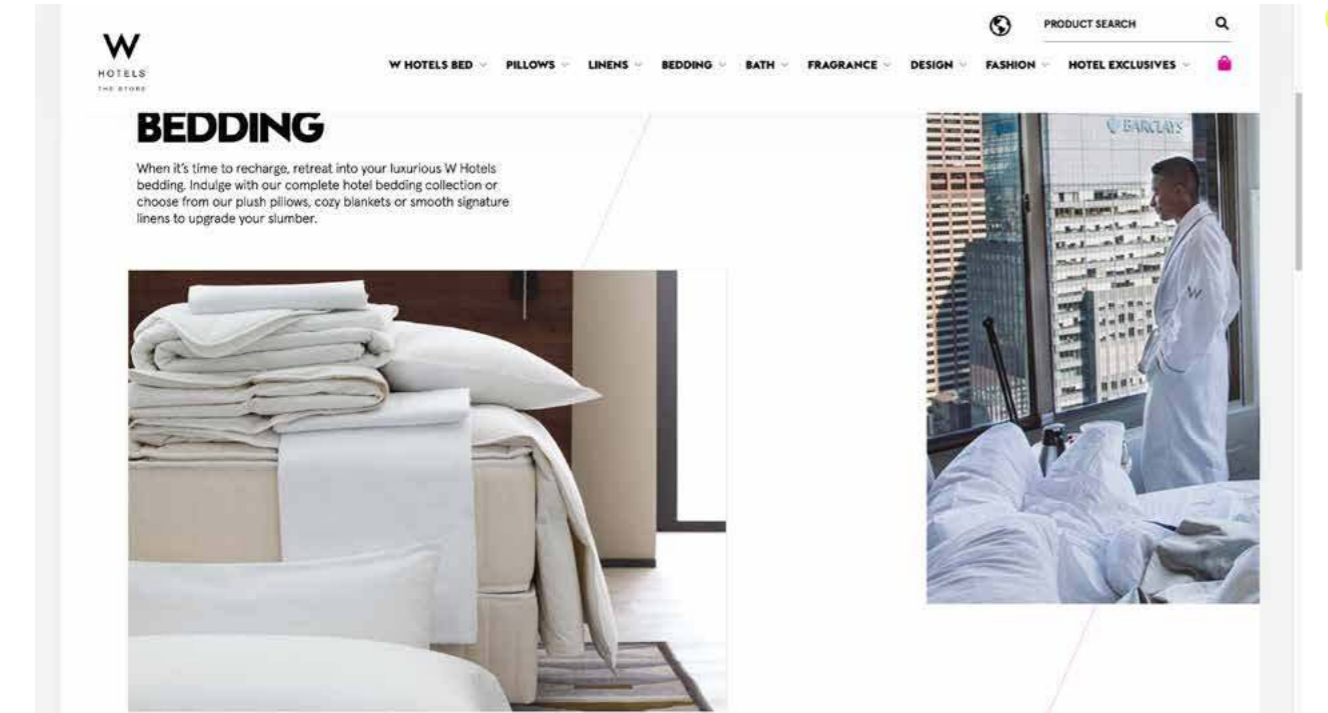 W
HOTELS
THE STORE
PRODUCT SEARCH
W HOTELS BED PILLOWS LINENS BEDDING BATH FRAGRANCE DESIGN FASHION HOTEL EXCLUSIVES
BEDDING
When it's time to recharge, retreat into your luxurious W Hotels
bedding. Indulge with our complete hotel bedding collection or
choose from our plush pillows, cozy blankets or smooth signature
linens to upgrade your slumber.
BARCLAYS
W